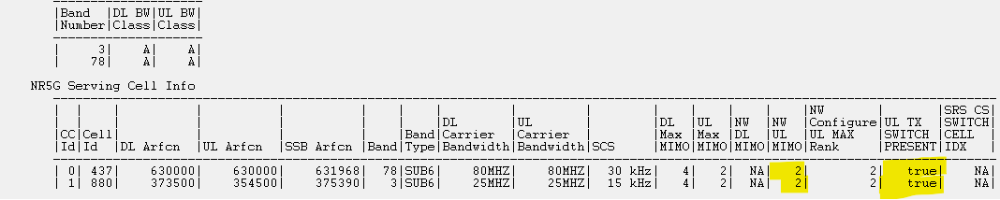 ---------------------
|Band |DL BW|UL BW|
|Number|Class|Class|
---------------------
| 3| A| A|
| 78| A| A|
NR5G Serving Cell Info
| | | | | | | | | | | | | | |NW | |SRS CS|
| | | | | | | |DL |UL | |DL |UL |NW |NW |Configure|UL TX |SWITCH|
|CC|Cell| | | | |Band|Carrier |Carrier | |Max |Max |DL |UL |UL MAX |SWITCH |CELL |
|Id|Id |DL Arfcn |UL Arfcn |SSB Arfcn |Band|Type|Bandwidth|Bandwidth|SCS |MIMO|MIMO|MIMO|MIMO|Rank |PRESENT|IDX |
| 0| 437| 630000| 630000| 631968| 78|SUB6| 80MHZ| 80MHZ| 30 kHz| 4| 2| NA| 2| 2| true| NA|
| 1| 880| 373500| 354500| 375390| 3|SUB6| 25MHZ| 25MHZ| 15 kHz| 4| 2| NA| 2| 2| true| NA|